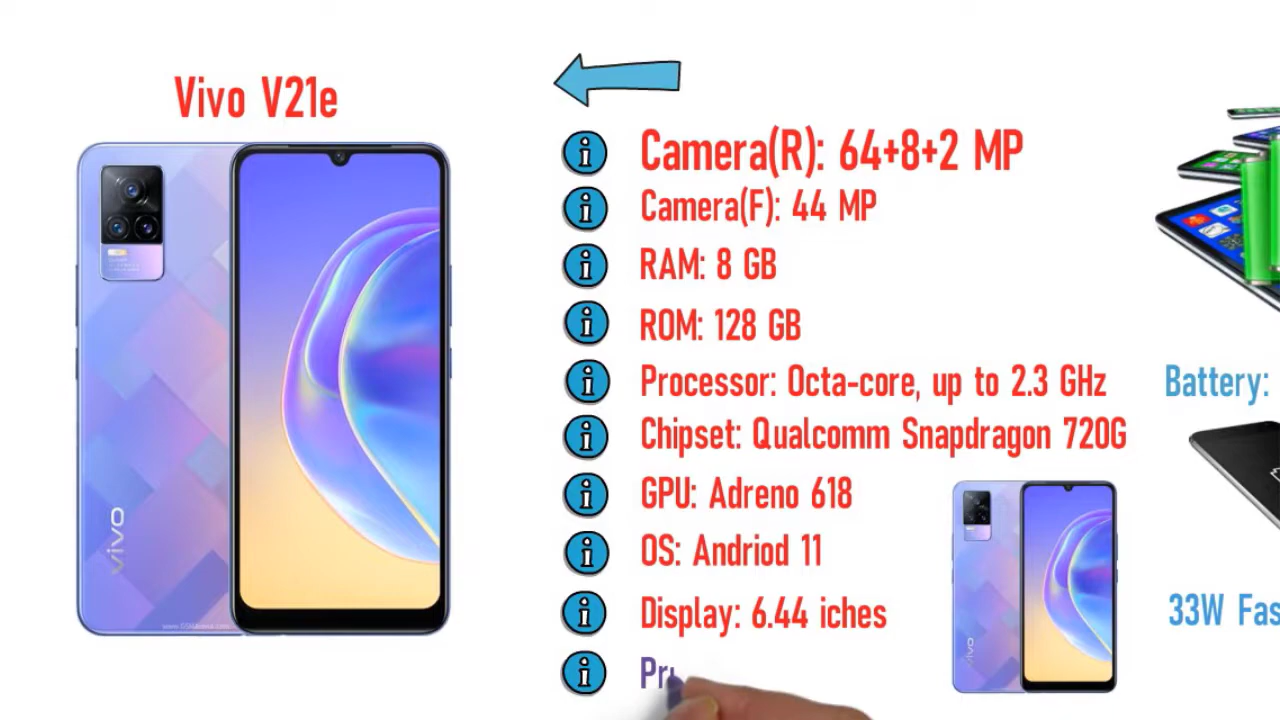 Vivo V21e
Camera(R): 64+8+2 MP
Camera(F): 44 MP
RAM: 8 GB
ROM: 128 GB
Processor: Octa-core, up to 2.3 GHz
Chipset: Qualcomm Snapdragon 720G
GPU: Adreno 618
OS: Andriod 11
Display: 6.44 iches
Battery:
33W Fas
vivo
vivo